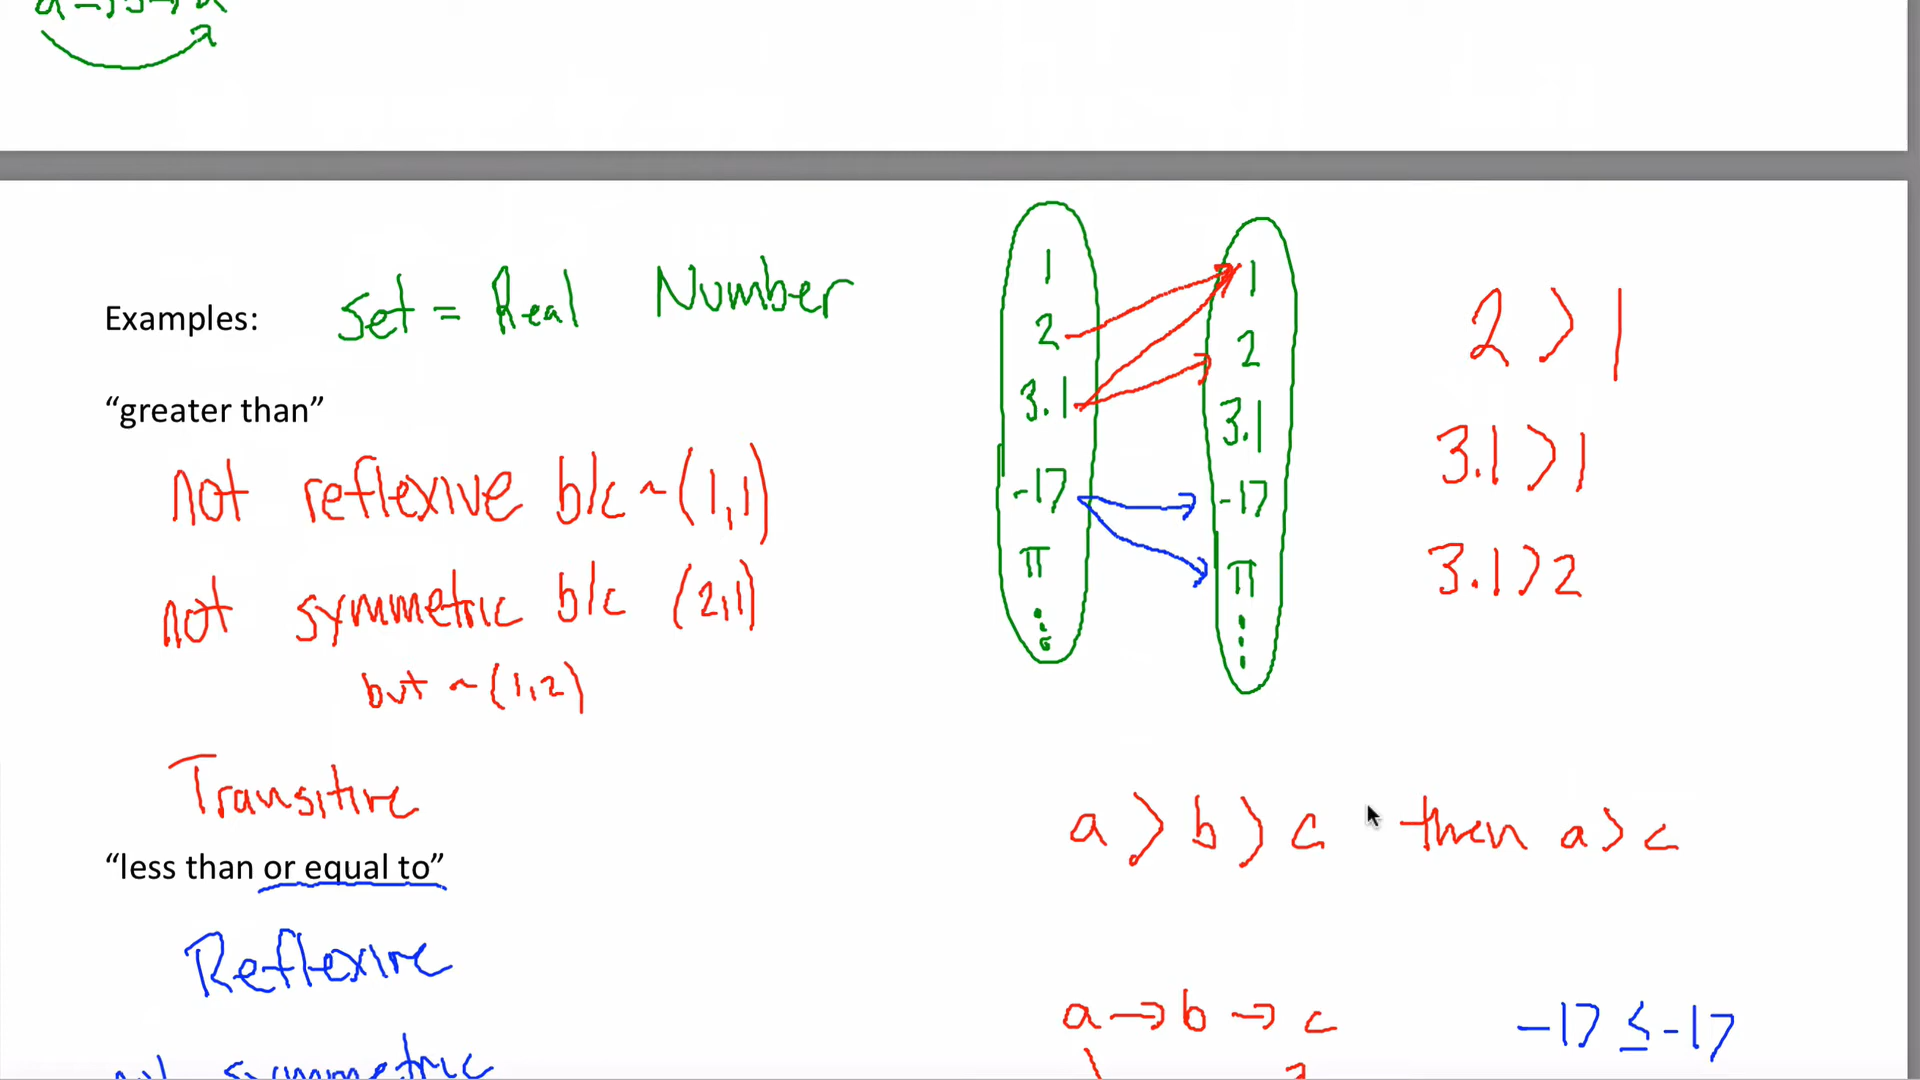 a → b → a
Examples: set = Real Number
"greater than"
not reflexive b/c ~(1,1)
not symmetric b/c (2,1)
but ~(1,2)
Transitive
"less than or equal to"
Reflexive
not symmetric
1
2
3.1
-17
π
1
2
3.1
-17
π
2 > 1
3.1 > 1
3.1 > 2
a > b > c then a > c
a → b → c
-17 ≤ -17